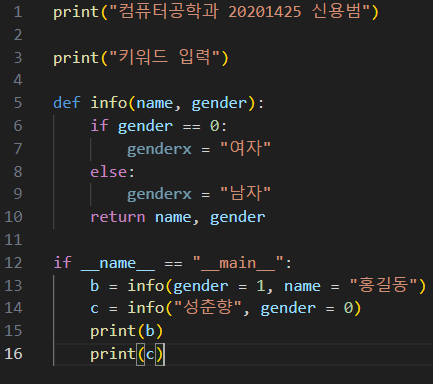 1 print("컴퓨터공학과 20201425 신용범")
2
3 print("키워드 입력")
4
5 def info(name, gender):
6     if gender == 0:
7         genderx = "여자"
8     else:
9         genderx = "남자"
10     return name, gender
11
12 if __name__ == "__main__":
13     b = info(gender = 1, name = "홍길동")
14     c = info("성춘향", gender = 0)
15     print(b)
16     print(c)